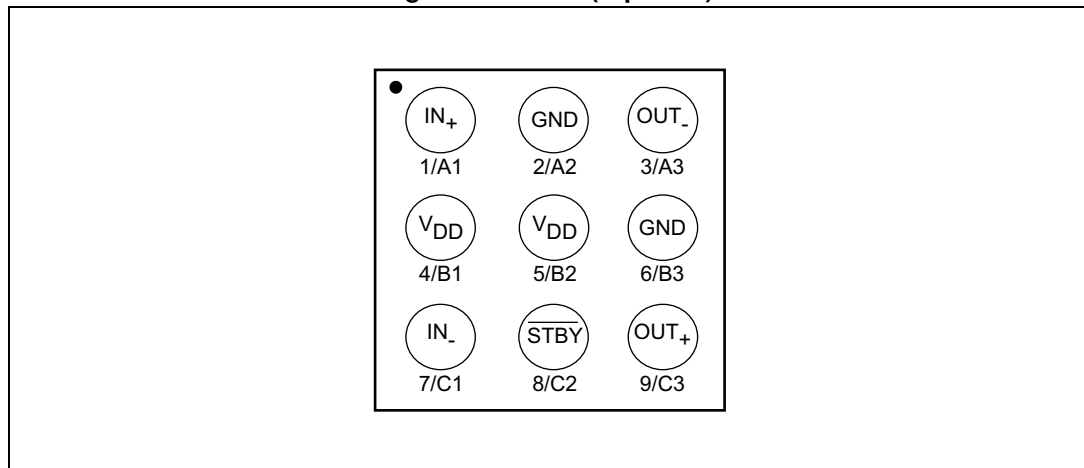 IN+ GND OUT-
1/A1 2/A2 3/A3
VDD VDD GND
4/B1 5/B2 6/B3
IN- STBY OUT+
7/C1 8/C2 9/C3